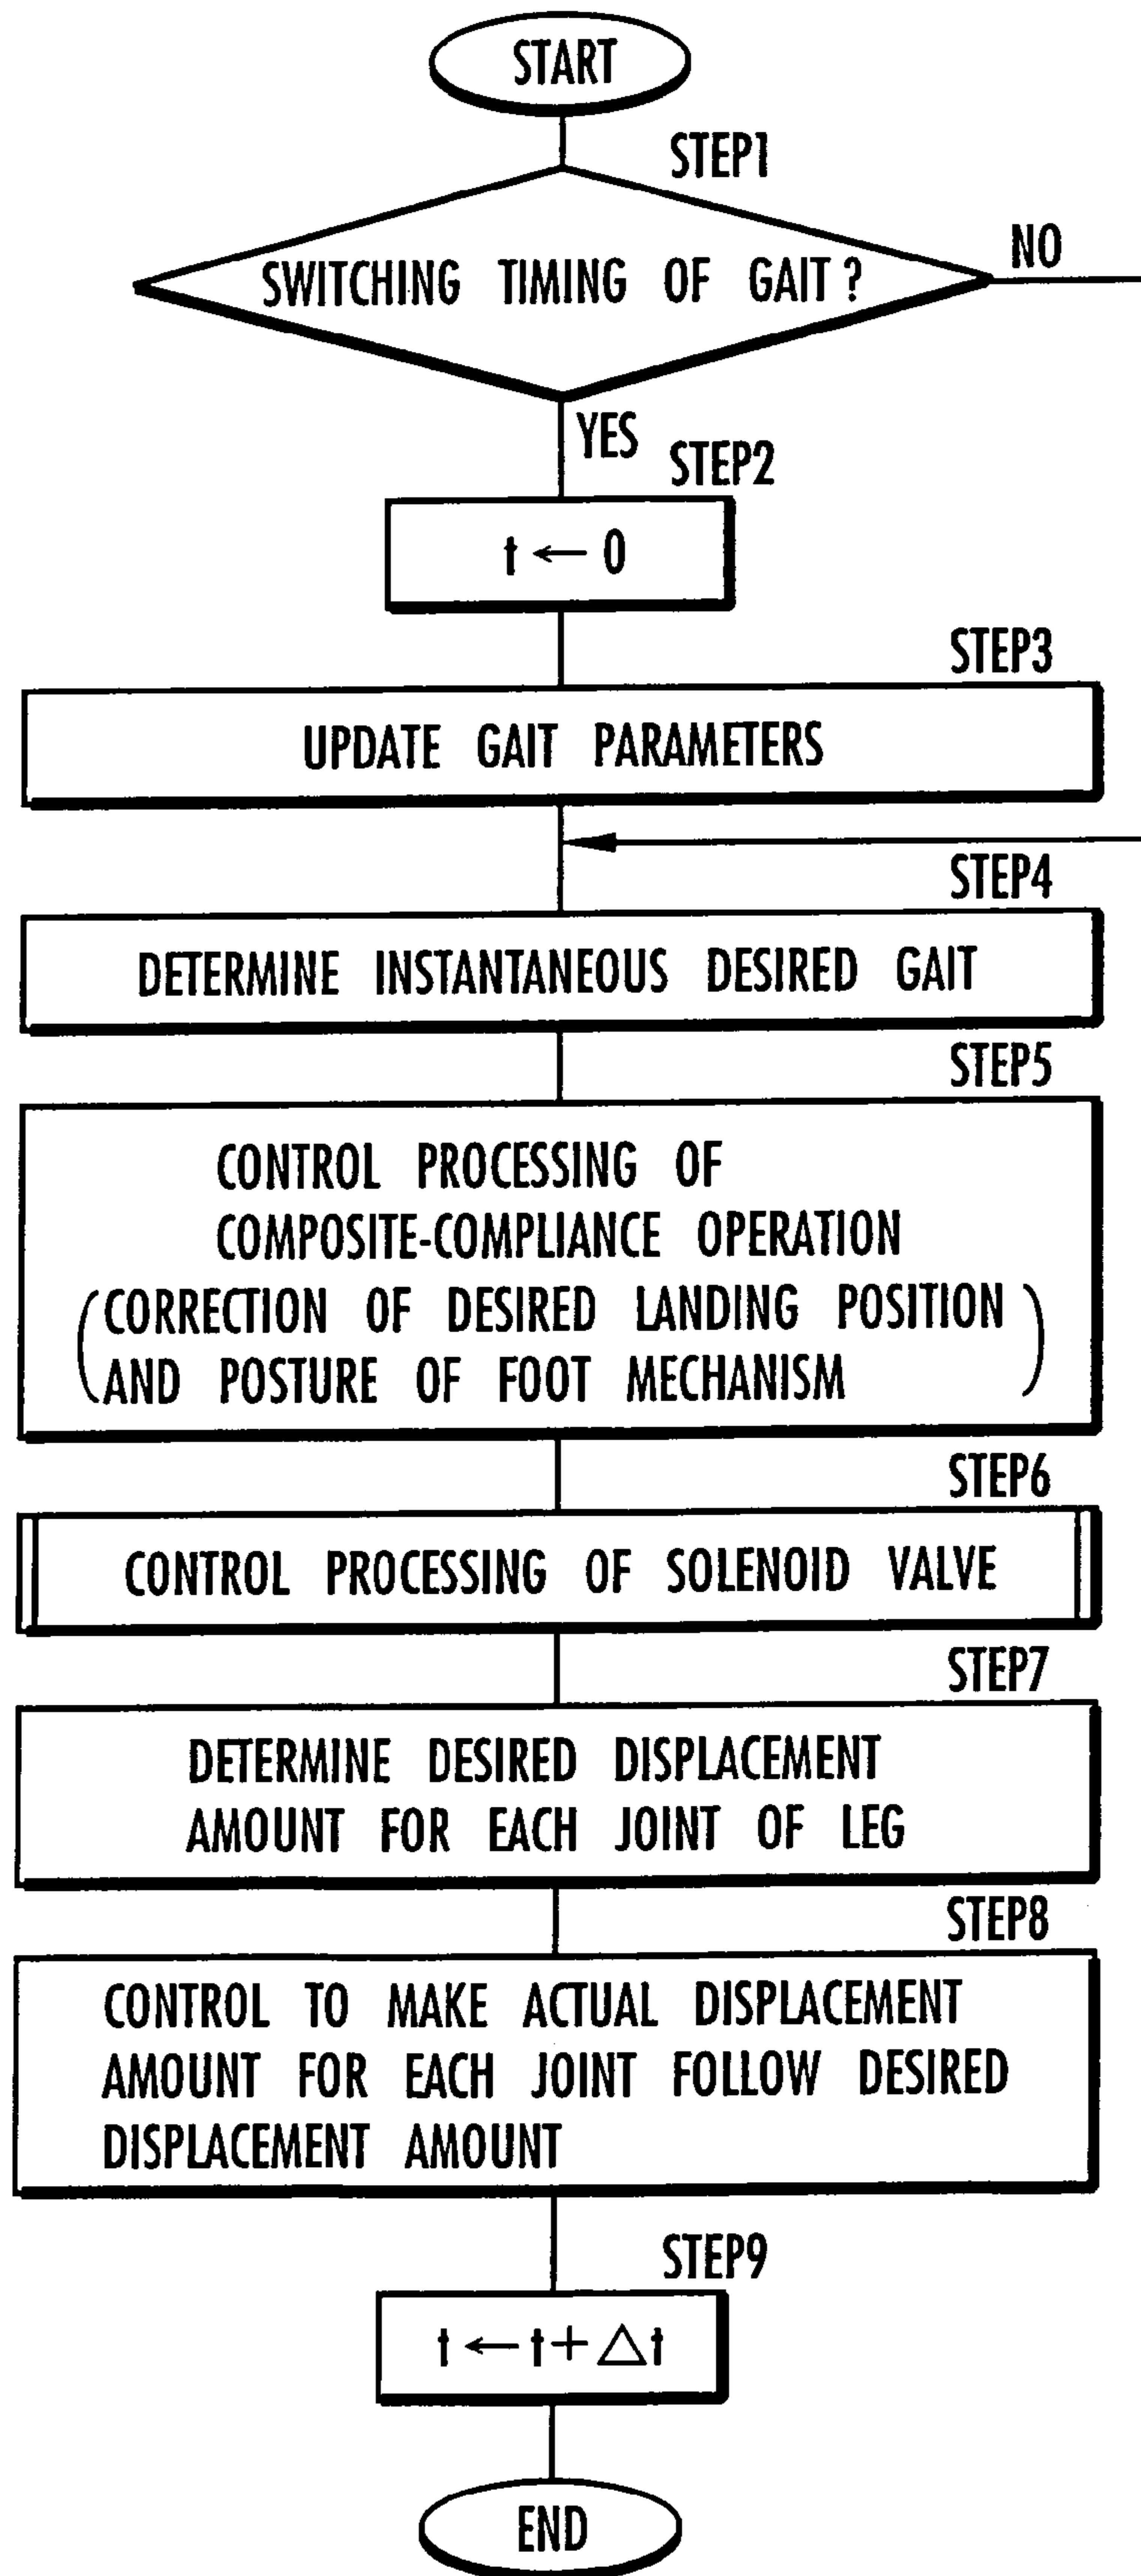 START
STEP1
SWITCHING TIMING OF GAIT?
NO
YES
STEP2
t ← 0
STEP3
UPDATE GAIT PARAMETERS
STEP4
DETERMINE INSTANTANEOUS DESIRED GAIT
STEP5
CONTROL PROCESSING OF
COMPOSITE-COMPLIANCE OPERATION
(CORRECTION OF DESIRED LANDING POSITION
AND POSTURE OF FOOT MECHANISM)
STEP6
CONTROL PROCESSING OF SOLENOID VALVE
STEP7
DETERMINE DESIRED DISPLACEMENT
AMOUNT FOR EACH JOINT OF LEG
STEP8
CONTROL TO MAKE ACTUAL DISPLACEMENT
AMOUNT FOR EACH JOINT FOLLOW DESIRED
DISPLACEMENT AMOUNT
STEP9
t ← t + △t
END